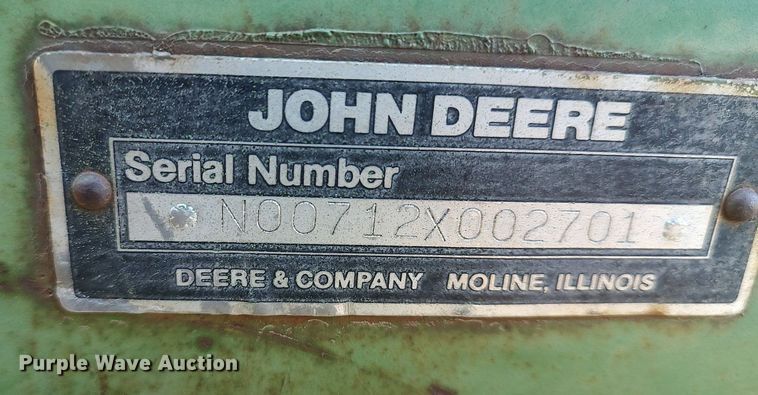 JOHN DEERE
Serial Number
N00712X002701
DEERE & COMPANY MOLINE, ILLINOIS
Purple Wave Auction